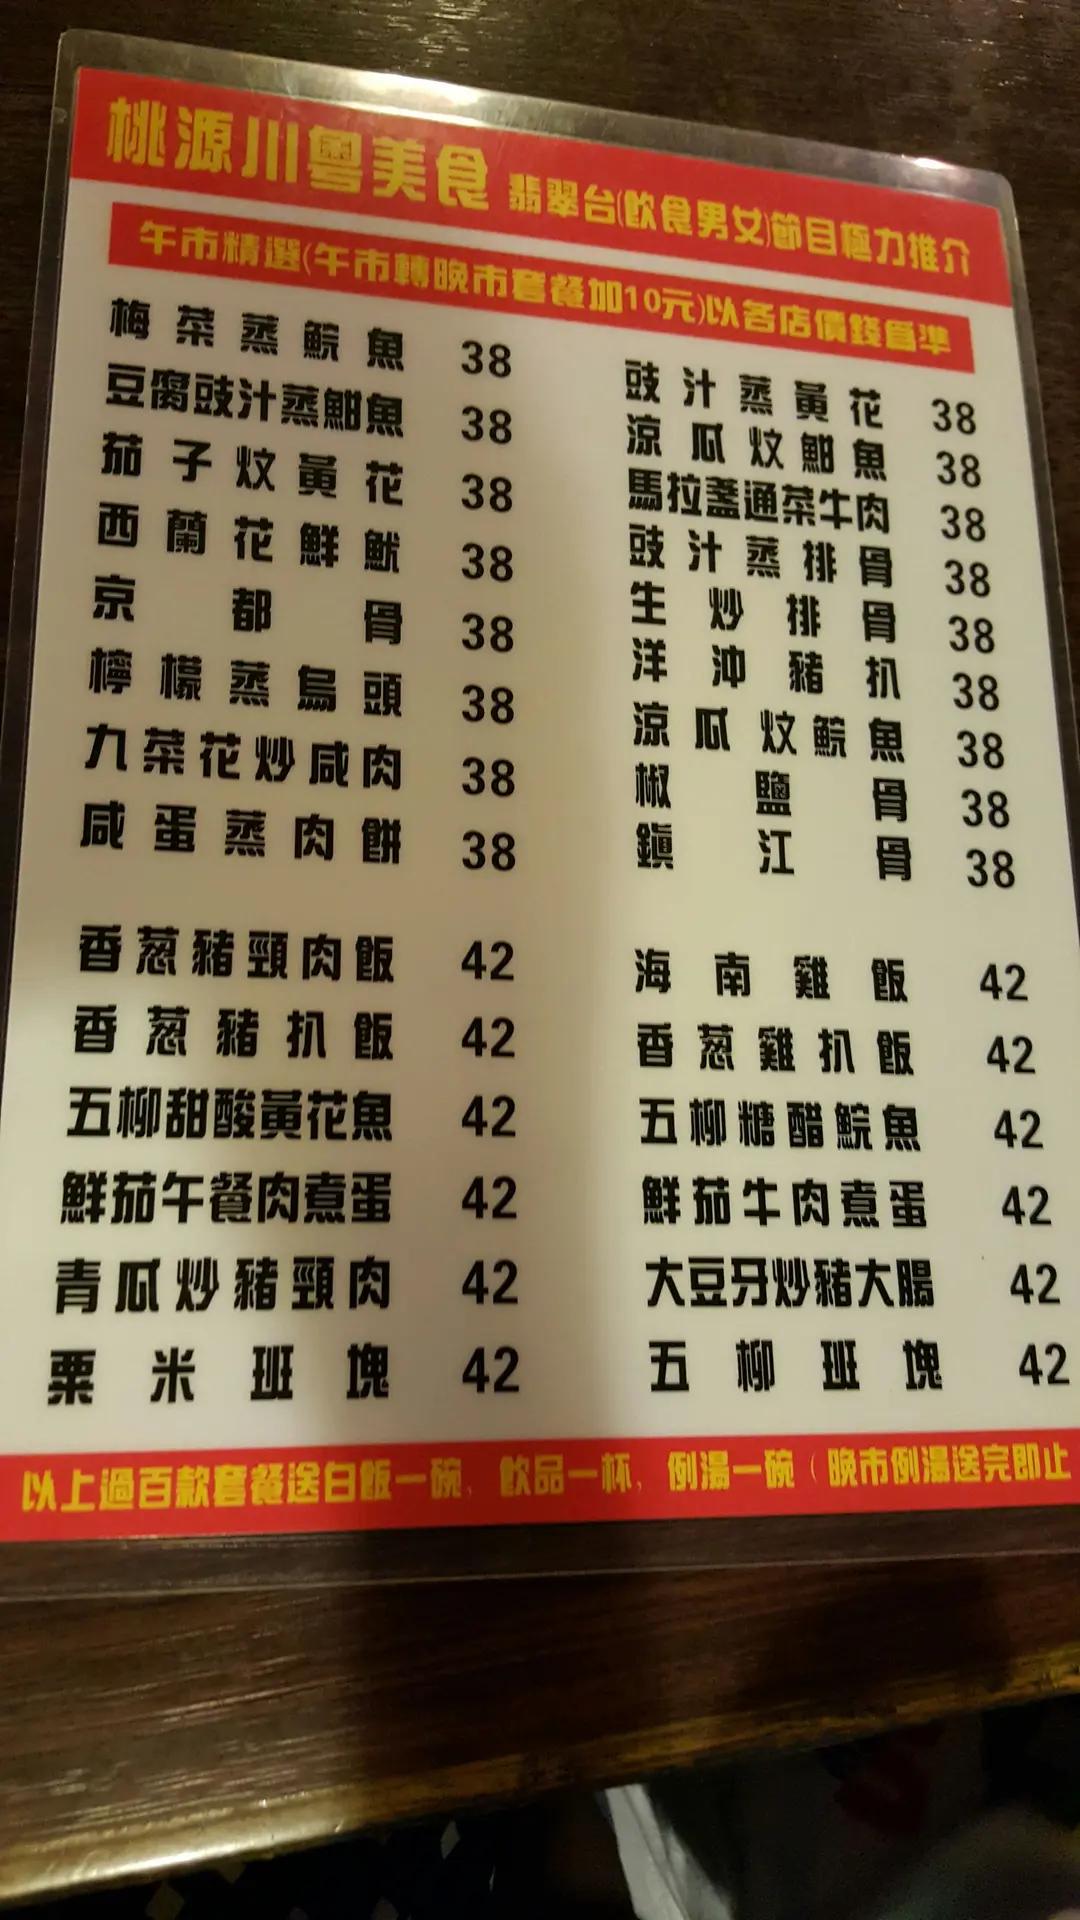 桃源川粵美食 翡翠台(飲食男女)節目極力推介
午市精選(午市轉晚市套餐加10元)以各店價錢爲準
梅菜蒸鯇魚 38
豆腐豉汁蒸鮒魚 38
茄子炆黃花 38
西蘭花鮮魷 38
京都骨 38
檸檬蒸烏頭 38
九菜花炒咸肉 38
咸蛋蒸肉餅 38
豉汁蒸黃花 38
涼瓜炆鮒魚 38
馬拉盞通菜牛肉 38
豉汁蒸排骨 38
生炒排骨 38
洋沖豬扒 38
涼瓜炆鯇魚 38
椒鹽骨 38
鎭江骨 38
香葱豬頸肉飯 42
香葱豬扒飯 42
五柳甜酸黃花魚 42
鮮茄午餐肉煮蛋 42
青瓜炒豬頸肉 42
粟米班塊 42
海南雞飯 42
香葱雞扒飯 42
五柳糖醋鯇魚 42
鮮茄牛肉煮蛋 42
大豆牙炒豬大腸 42
五柳班塊 42
以上過百款套餐送白飯一碗, 飲品一杯, 例湯一碗 ( 晚市例湯送完即止